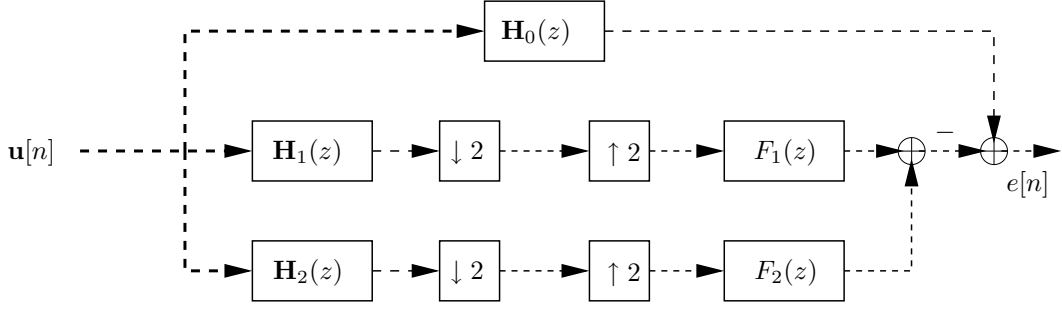 H₀(z)
u[n] H₁(z) ↓ 2 ↑ 2 F₁(z) −
e[n]
H₂(z) ↓ 2 ↑ 2 F₂(z)